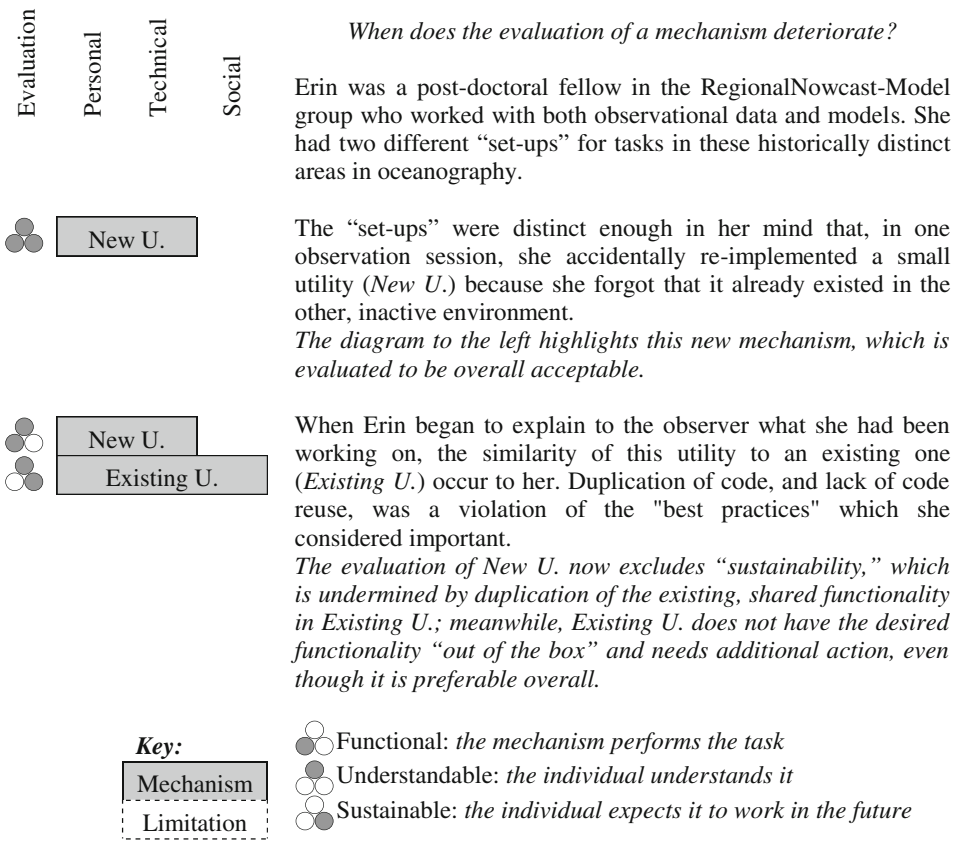 Evaluation
Personal
Technical
Social
When does the evaluation of a mechanism deteriorate?
Erin was a post-doctoral fellow in the RegionalNowcast-Model
group who worked with both observational data and models. She
had two different “set-ups” for tasks in these historically distinct
areas in oceanography.
New U.
The “set-ups” were distinct enough in her mind that, in one
observation session, she accidentally re-implemented a small
utility (New U.) because she forgot that it already existed in the
other, inactive environment.
The diagram to the left highlights this new mechanism, which is
evaluated to be overall acceptable.
New U.
Existing U.
When Erin began to explain to the observer what she had been
working on, the similarity of this utility to an existing one
(Existing U.) occur to her. Duplication of code, and lack of code
reuse, was a violation of the "best practices" which she
considered important.
The evaluation of New U. now excludes “sustainability,” which
is undermined by duplication of the existing, shared functionality
in Existing U.; meanwhile, Existing U. does not have the desired
functionality “out of the box” and needs additional action, even
though it is preferable overall.
Key:
Mechanism
Limitation
Functional: the mechanism performs the task
Understandable: the individual understands it
Sustainable: the individual expects it to work in the future